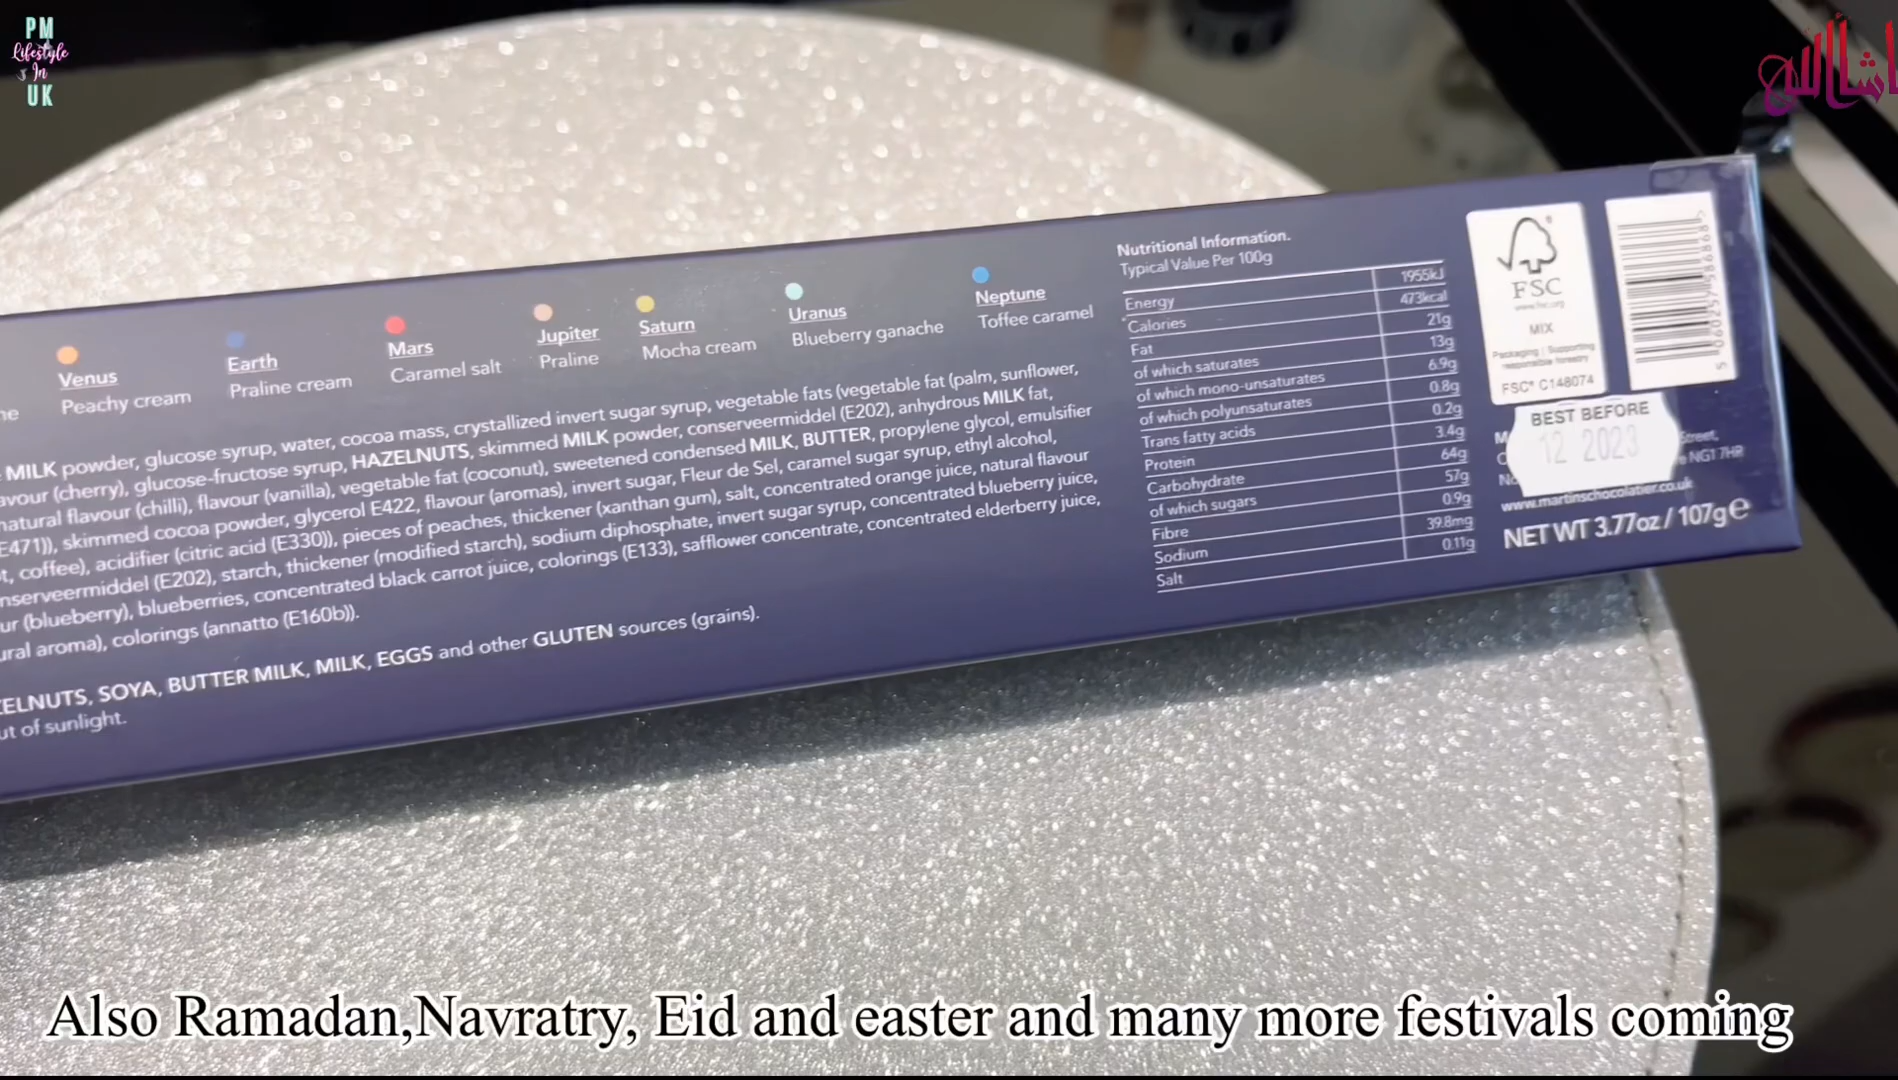 PM
Lifestyle
In
UK
ماشاالله
Venus
Peachy cream
Earth
Praline cream
Mars
Caramel salt
Jupiter
Praline
Saturn
Mocha cream
Uranus
Blueberry ganache
Neptune
Toffee caramel
MILK powder, glucose syrup, water, cocoa mass, crystallized invert sugar syrup, vegetable fats (vegetable fat (palm, sunflower,
(cherry), glucose-fructose syrup, HAZELNUTS, skimmed MILK powder, conserveermiddel (E202), anhydrous MILK fat,
natural flavour (chilli), flavour (vanilla), vegetable fat (coconut), sweetened condensed MILK, BUTTER, propylene glycol, emulsifier
E471)), skimmed cocoa powder, glycerol E422, flavour (aromas), invert sugar, Fleur de Sel, caramel sugar syrup, ethyl alcohol,
coffee), acidifier (citric acid (E330)), pieces of peaches, thickener (xanthan gum), salt, concentrated orange juice, natural flavour
(E202), starch, thickener (modified starch), sodium diphosphate, invert sugar syrup, concentrated blueberry juice,
(blueberry), blueberries, concentrated black carrot juice, colorings (E133), safflower concentrate, concentrated elderberry juice,
aroma), colorings (annatto (E160b)).
SOYA, BUTTER MILK, MILK, EGGS and other GLUTEN sources (grains).
of sunlight.
Nutritional Information.
Typical Value Per 100g
Energy 1955kJ
Calories 473kcal
Fat 21g
of which saturates 13g
of which mono-unsaturates 6.9g
of which polyunsaturates 0.8g
Trans fatty acids 0.2g
Protein 3.4g
Carbohydrate 64g
of which sugars 57g
Fibre 0.9g
Sodium 39.8mg
Salt 0.11g
FSC
www.fsc.org
MIX
Packaging | Supporting
responsible forestry
FSC® C148074
BEST BEFORE
12 2023
Street,
NG1 7HR
www.martinschocolatier.co.uk
NET WT 3.77oz / 107g℮
Also Ramadan,Navratry, Eid and easter and many more festivals coming